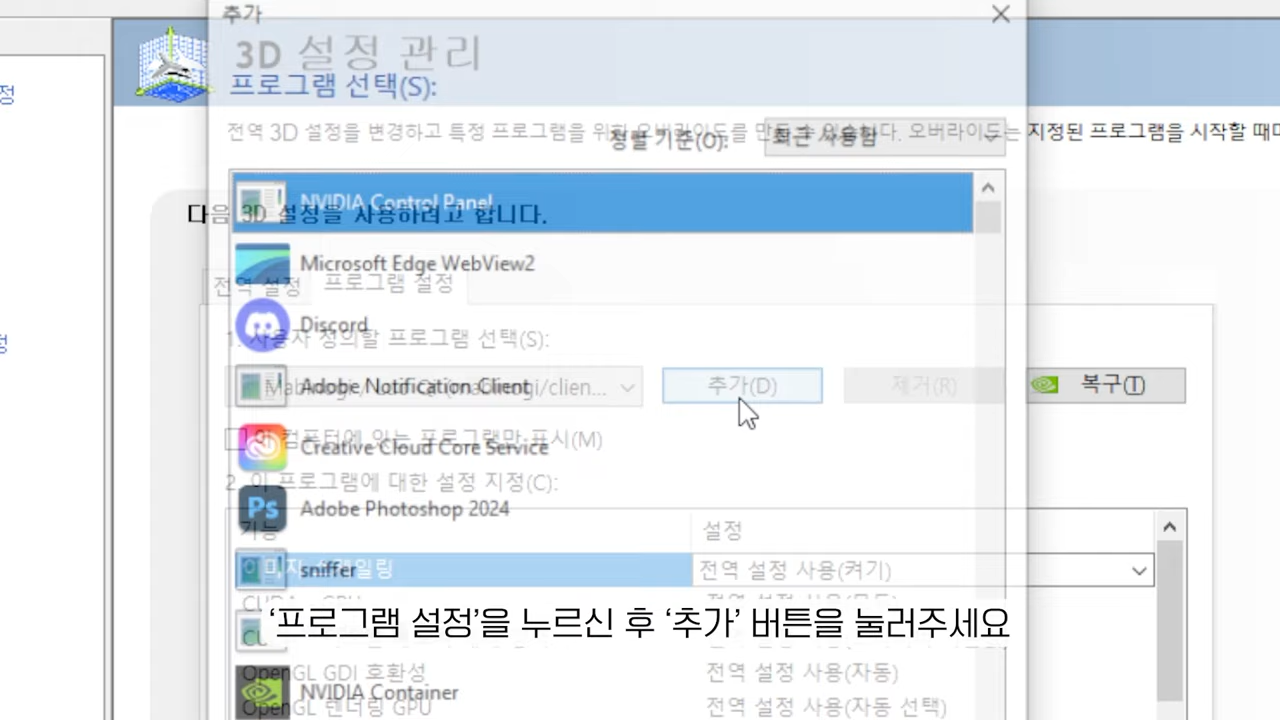 정
추가
3D 설정 관리
프로그램 선택(S):
전역 3D 설정을 변경하고 특정 프로그램을 위한 오버라이드를 만들 수 있습니다. 오버라이드는 지정된 프로그램을 시작할 때마
정렬 기준(O):
최근 사용함
NVIDIA Control Panel
다음 3D 설정을 사용하려고 합니다.
Microsoft Edge WebView2
전역 설정
프로그램 설정
Discord
1. 사용자 정의할 프로그램 선택(S):
정
Adobe Notification Client
추가(D)
제거(R)
복구(T)
이 컴퓨터에 있는 프로그램만 표시(M)
Creative Cloud Core Service
2. 이 프로그램에 대한 설정 지정(C):
Ps
Adobe Photoshop 2024
기능
설정
이미지 스케일링
sniffer
전역 설정 사용(켜기)
‘프로그램 설정’을 누르신 후 ‘추가’ 버튼을 눌러주세요
OpenGL GDI 호환성
전역 설정 사용(자동)
NVIDIA Container
OpenGL 렌더링 GPU
전역 설정 사용(자동 선택)